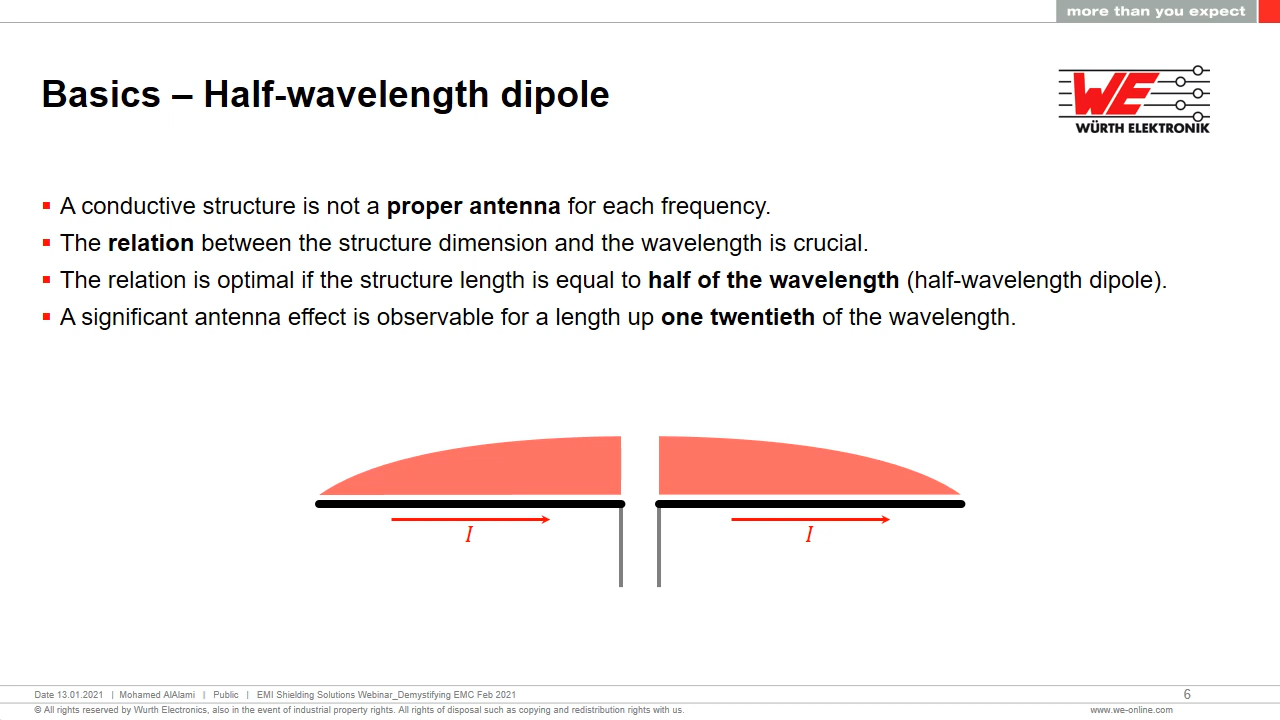 more than you expect
Basics – Half-wavelength dipole
WE
WÜRTH ELEKTRONIK
A conductive structure is not a proper antenna for each frequency.
The relation between the structure dimension and the wavelength is crucial.
The relation is optimal if the structure length is equal to half of the wavelength (half-wavelength dipole).
A significant antenna effect is observable for a length up one twentieth of the wavelength.
I
I
Date 13.01.2021 | Mohamed AlAlami | Public | EMI Shielding Solutions Webinar_Demystifying EMC Feb 2021
6
© All rights reserved by Wurth Electronics, also in the event of industrial property rights. All rights of disposal such as copying and redistribution rights with us.
www.we-online.com